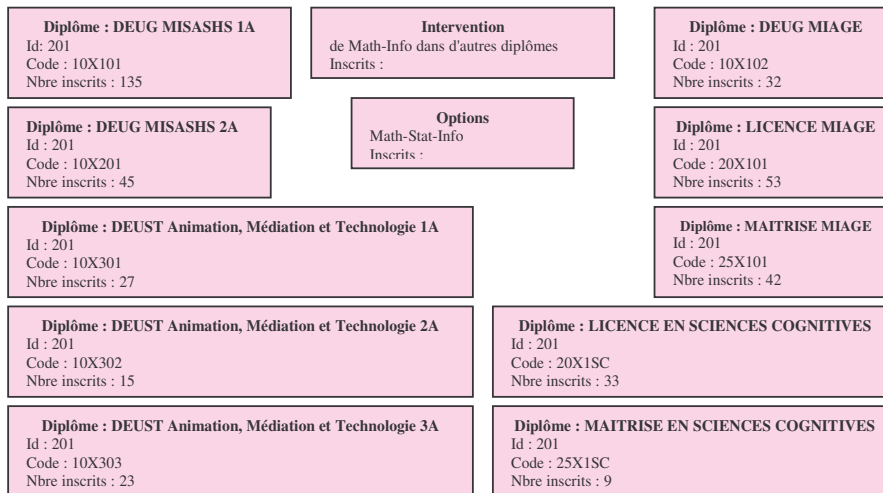 Diplôme : DEUG MISASHS 1A
Id: 201
Code : 10X101
Nbre inscrits : 135
Intervention
de Math-Info dans d'autres diplômes
Inscrits :
Diplôme : DEUG MIAGE
Id : 201
Code : 10X102
Nbre inscrits : 32
Diplôme : DEUG MISASHS 2A
Id : 201
Code : 10X201
Nbre inscrits : 45
Options
Math-Stat-Info
Inscrits :
Diplôme : LICENCE MIAGE
Id : 201
Code : 20X101
Nbre inscrits : 53
Diplôme : DEUST Animation, Médiation et Technologie 1A
Id : 201
Code : 10X301
Nbre inscrits : 27
Diplôme : MAITRISE MIAGE
Id : 201
Code : 25X101
Nbre inscrits : 42
Diplôme : DEUST Animation, Médiation et Technologie 2A
Id : 201
Code : 10X302
Nbre inscrits : 15
Diplôme : LICENCE EN SCIENCES COGNITIVES
Id : 201
Code : 20X1SC
Nbre inscrits : 33
Diplôme : DEUST Animation, Médiation et Technologie 3A
Id : 201
Code : 10X303
Nbre inscrits : 23
Diplôme : MAITRISE EN SCIENCES COGNITIVES
Id : 201
Code : 25X1SC
Nbre inscrits : 9